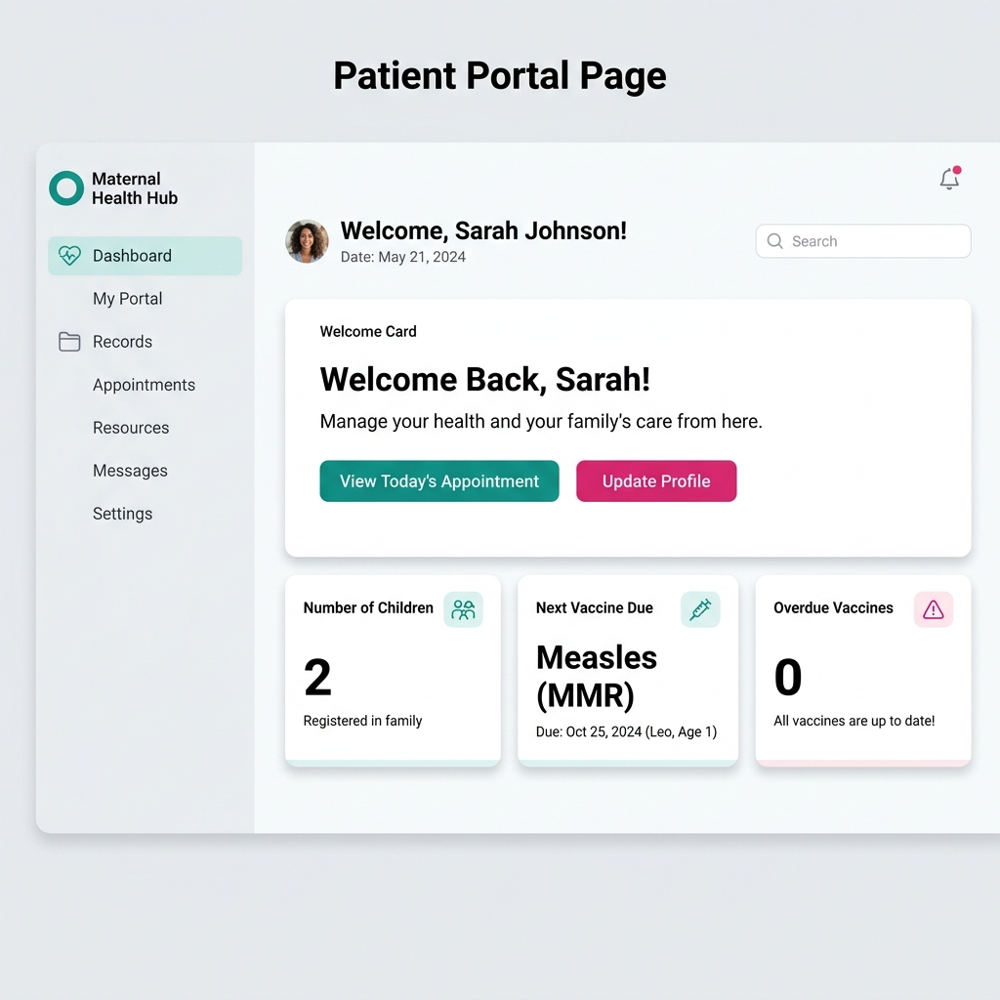 Patient Portal Page
Maternal
Health Hub
Dashboard
My Portal
Records
Appointments
Resources
Messages
Settings
Welcome, Sarah Johnson!
Date: May 21, 2024
Search
Welcome Card
Welcome Back, Sarah!
Manage your health and your family's care from here.
View Today's Appointment
Update Profile
Number of Children
2
Registered in family
Next Vaccine Due
Measles
(MMR)
Due: Oct 25, 2024 (Leo, Age 1)
Overdue Vaccines
0
All vaccines are up to date!